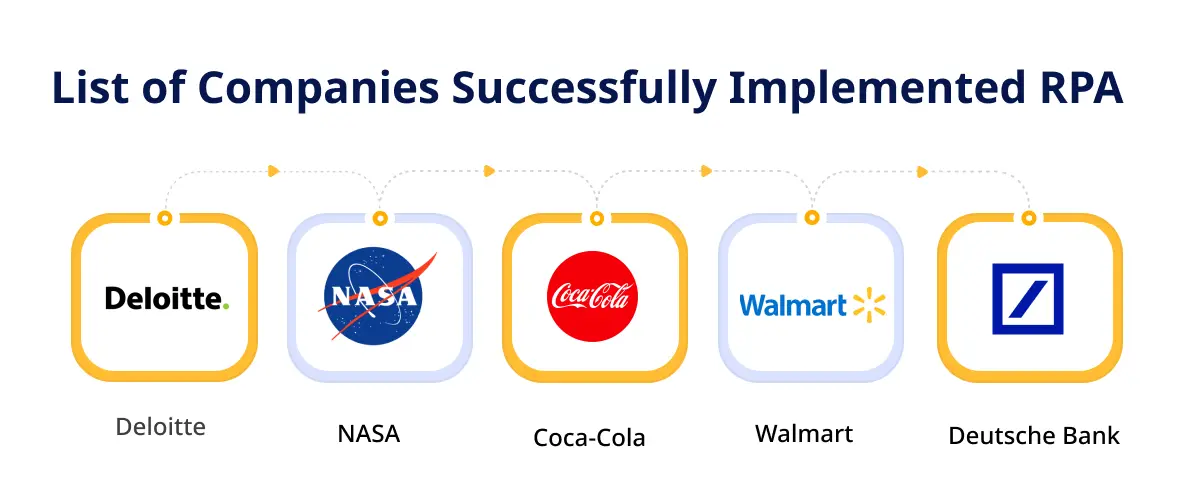 List of Companies Successfully Implemented RPA
Deloitte.
NASA
Coca-Cola
Walmart
Deloitte
NASA
Coca-Cola
Walmart
Deutsche Bank